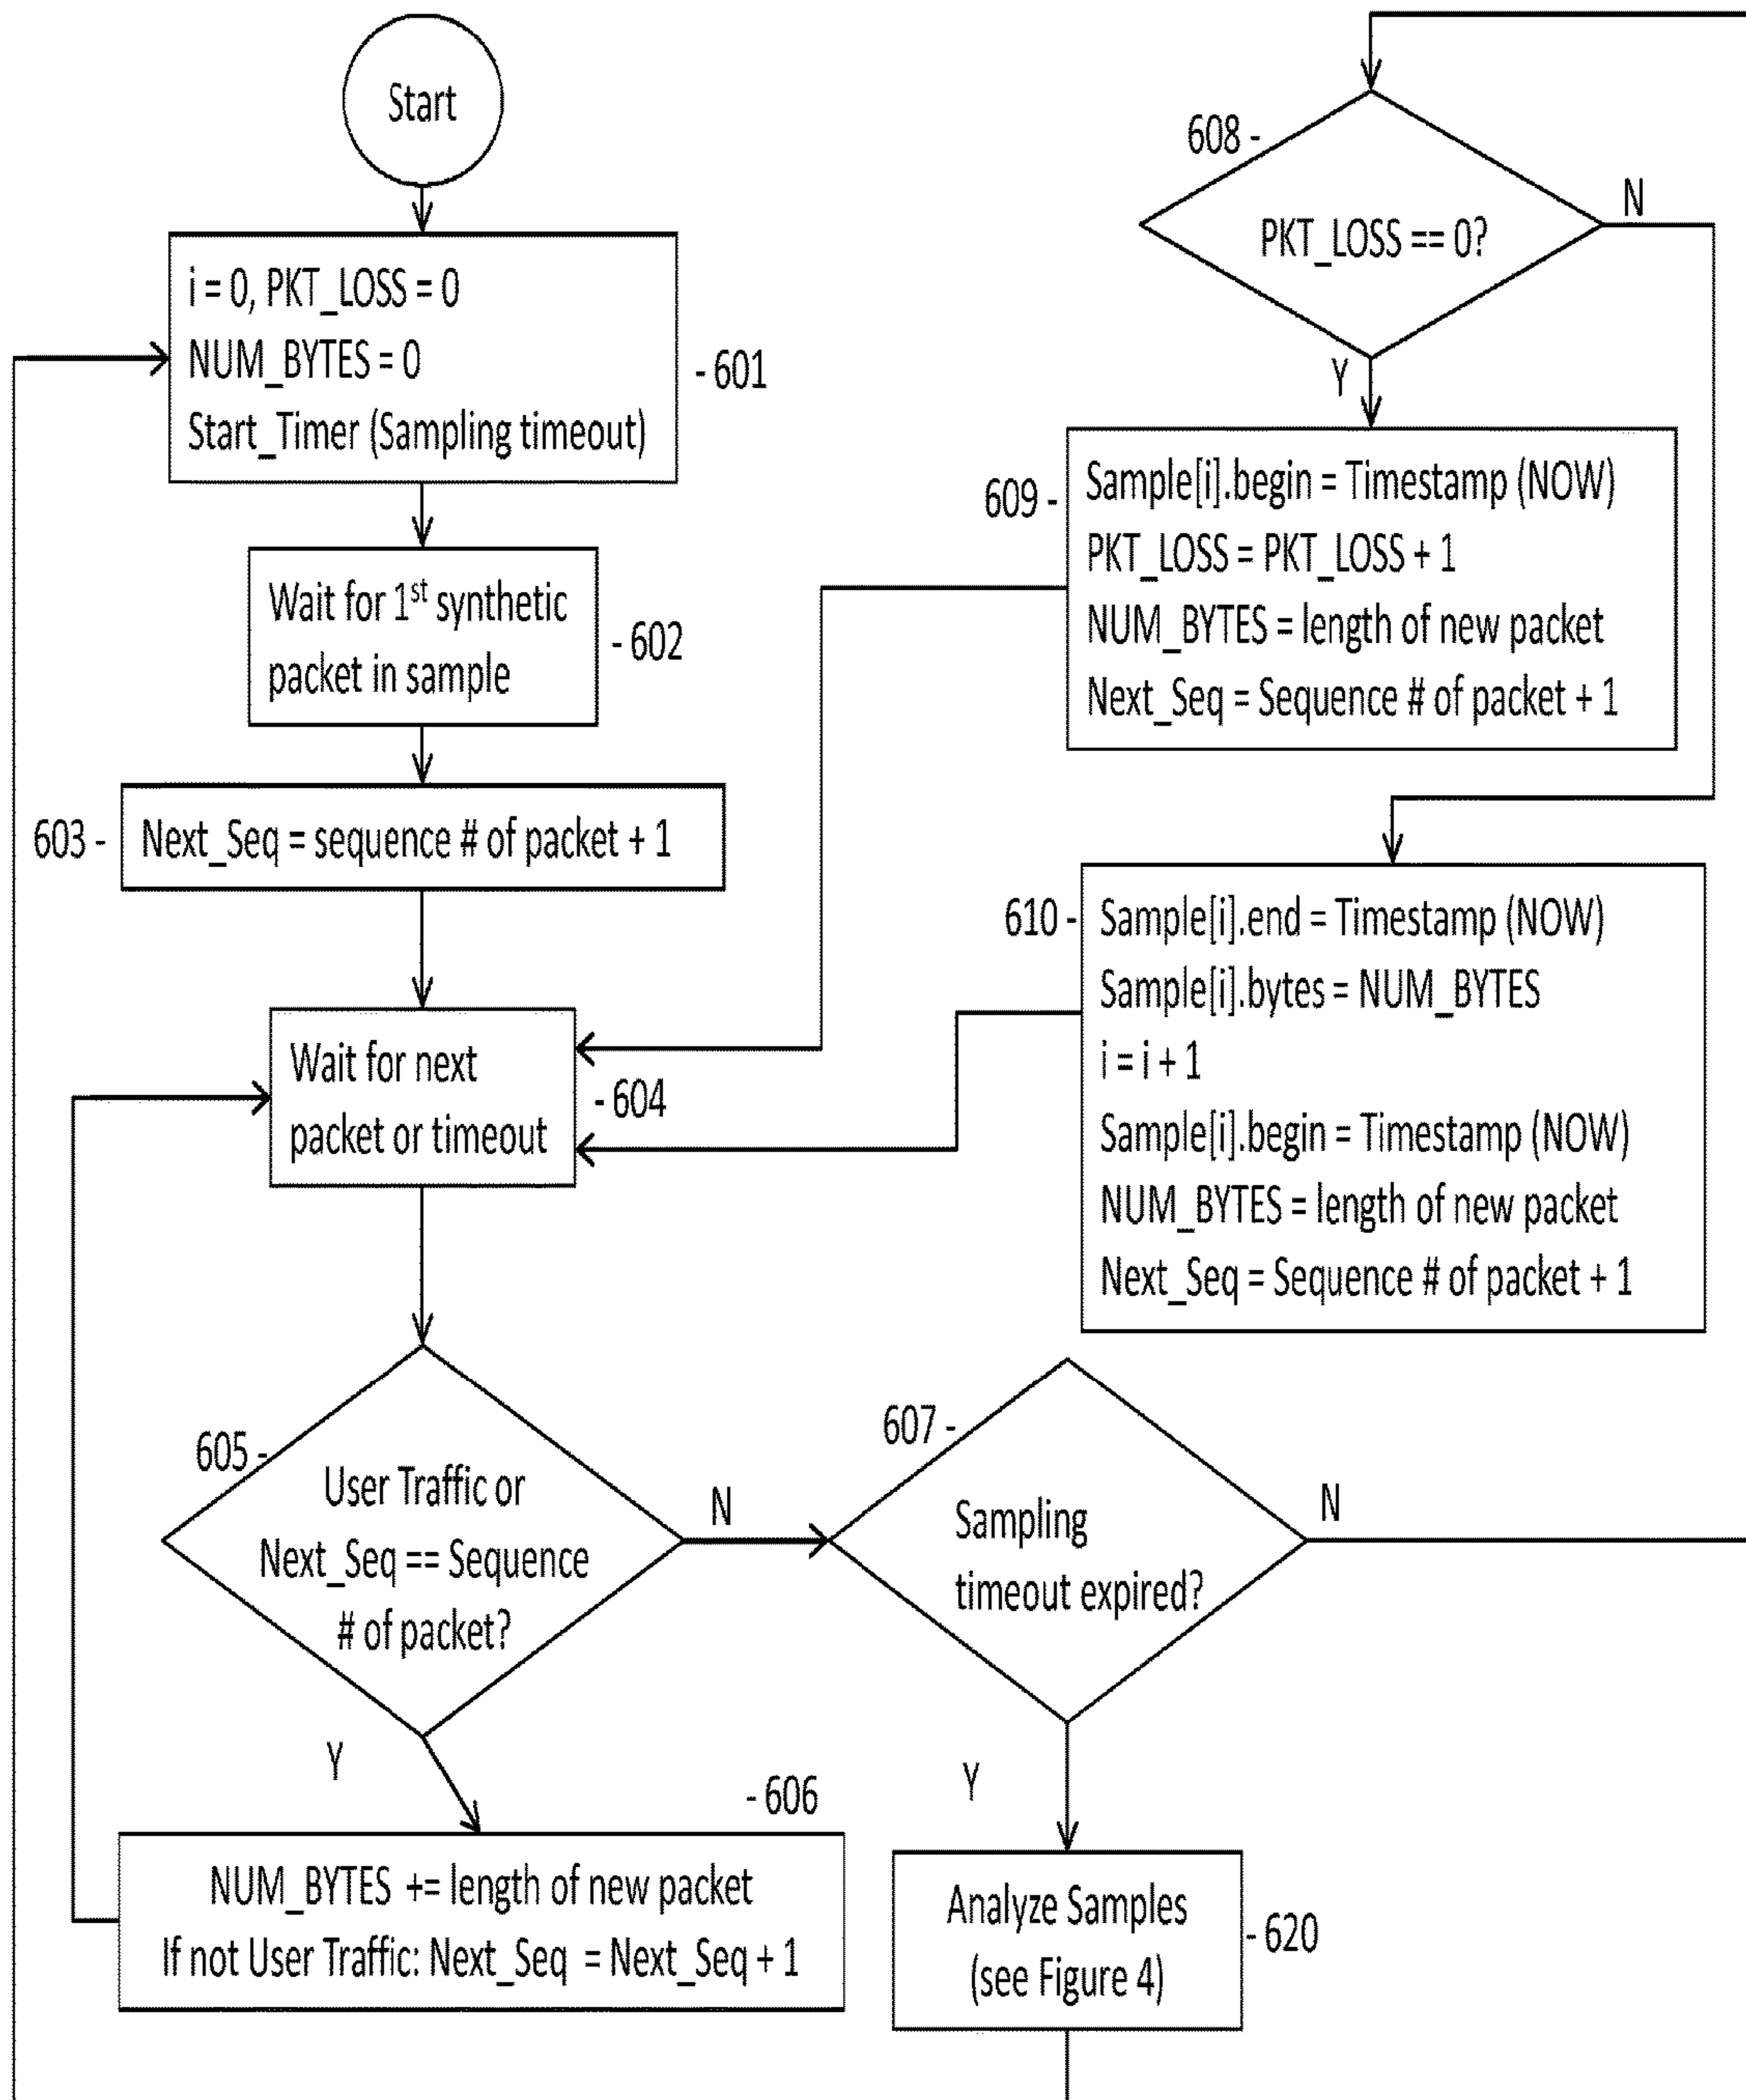 Start
i = 0, PKT_LOSS = 0
NUM_BYTES = 0
Start_Timer (Sampling timeout)
- 601
Wait for 1st synthetic
packet in sample
- 602
603 -
Next_Seq = sequence # of packet + 1
Wait for next
packet or timeout
- 604
605 -
User Traffic or
Next_Seq == Sequence
# of packet?
N
Y
- 606
NUM_BYTES += length of new packet
If not User Traffic: Next_Seq = Next_Seq + 1
607 -
Sampling
timeout expired?
N
Y
Analyze Samples
(see Figure 4)
- 620
608 -
PKT_LOSS == 0?
N
Y
609 -
Sample[i].begin = Timestamp (NOW)
PKT_LOSS = PKT_LOSS + 1
NUM_BYTES = length of new packet
Next_Seq = Sequence # of packet + 1
610 -
Sample[i].end = Timestamp (NOW)
Sample[i].bytes = NUM_BYTES
i = i + 1
Sample[i].begin = Timestamp (NOW)
NUM_BYTES = length of new packet
Next_Seq = Sequence # of packet + 1